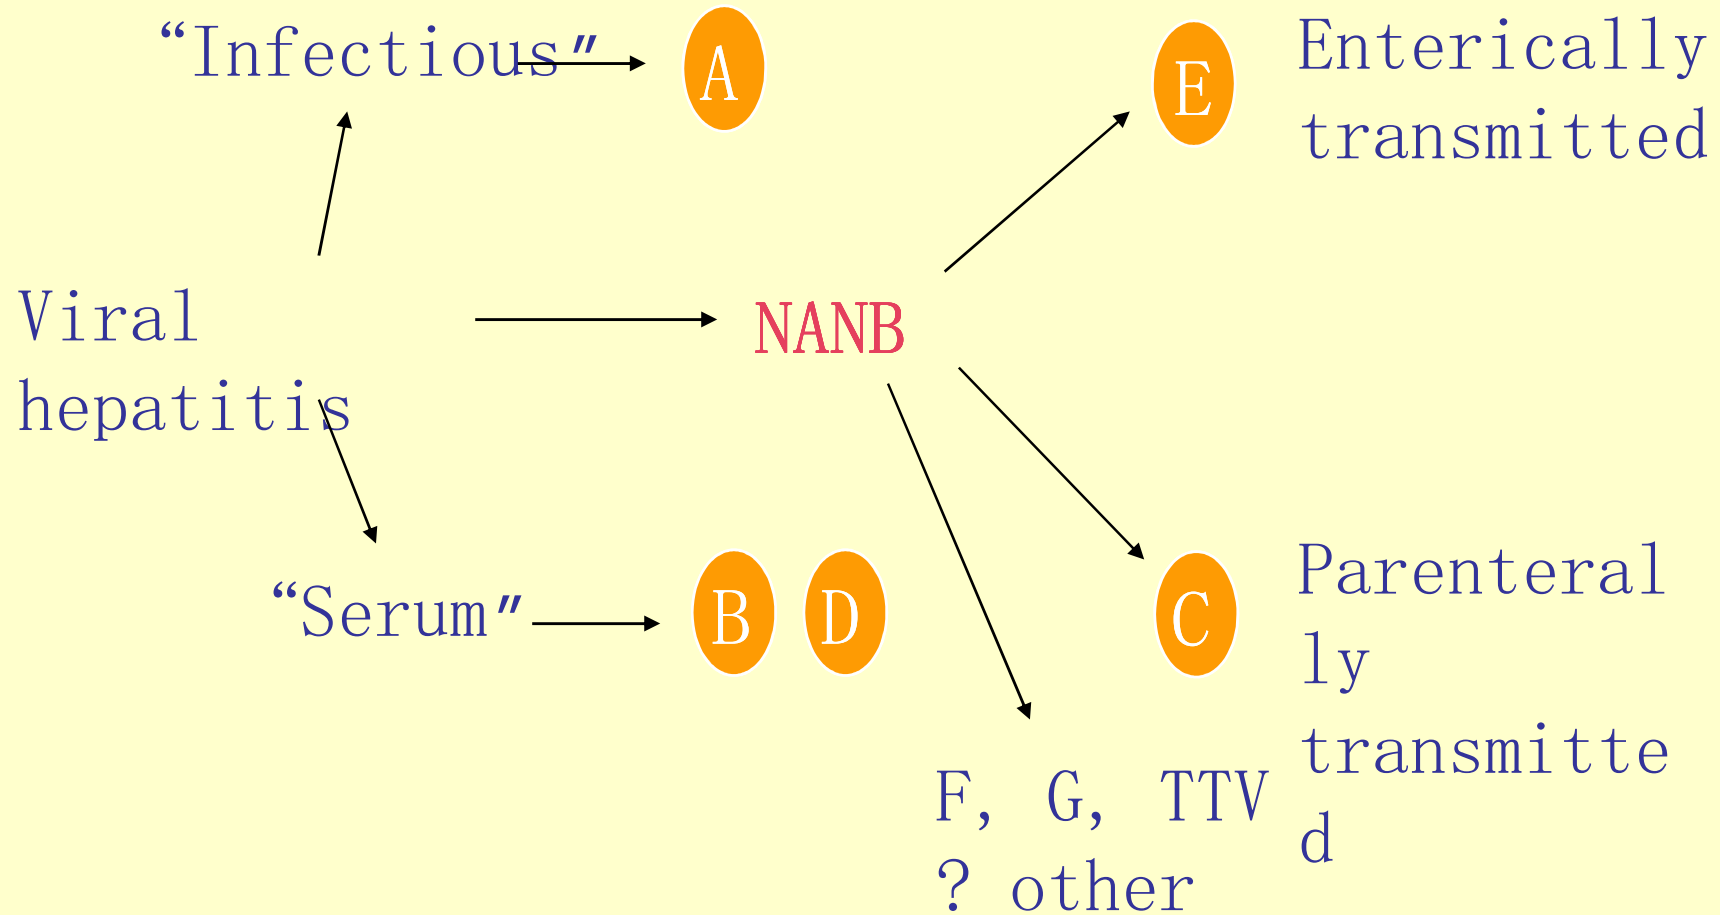 “Infectious”
A
E
Enterically
transmitted
Viral
hepatitis
NANB
“Serum”
B
D
C
Parenteral
ly
transmitte
d
F, G, TTV
? other